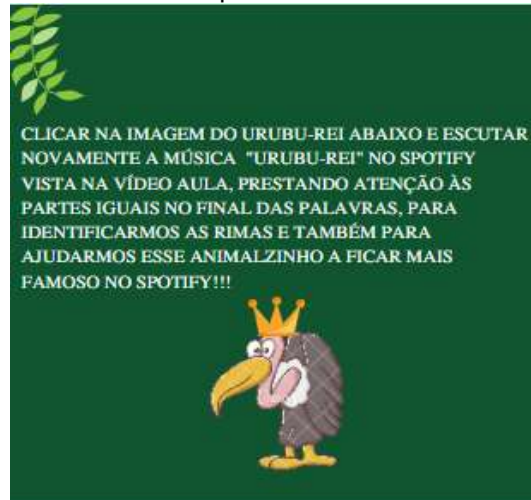 CLICAR NA IMAGEM DO URUBU-REI ABAIXO E ESCUTAR
NOVAMENTE A MÚSICA "URUBU-REI" NO SPOTIFY
VISTA NA VÍDEO AULA, PRESTANDO ATENÇÃO ÀS
PARTES IGUAIS NO FINAL DAS PALAVRAS, PARA
IDENTIFICARMOS AS RIMAS E TAMBÉM PARA
AJUDARMOS ESSE ANIMALZINHO A FICAR MAIS
FAMOSO NO SPOTIFY!!!